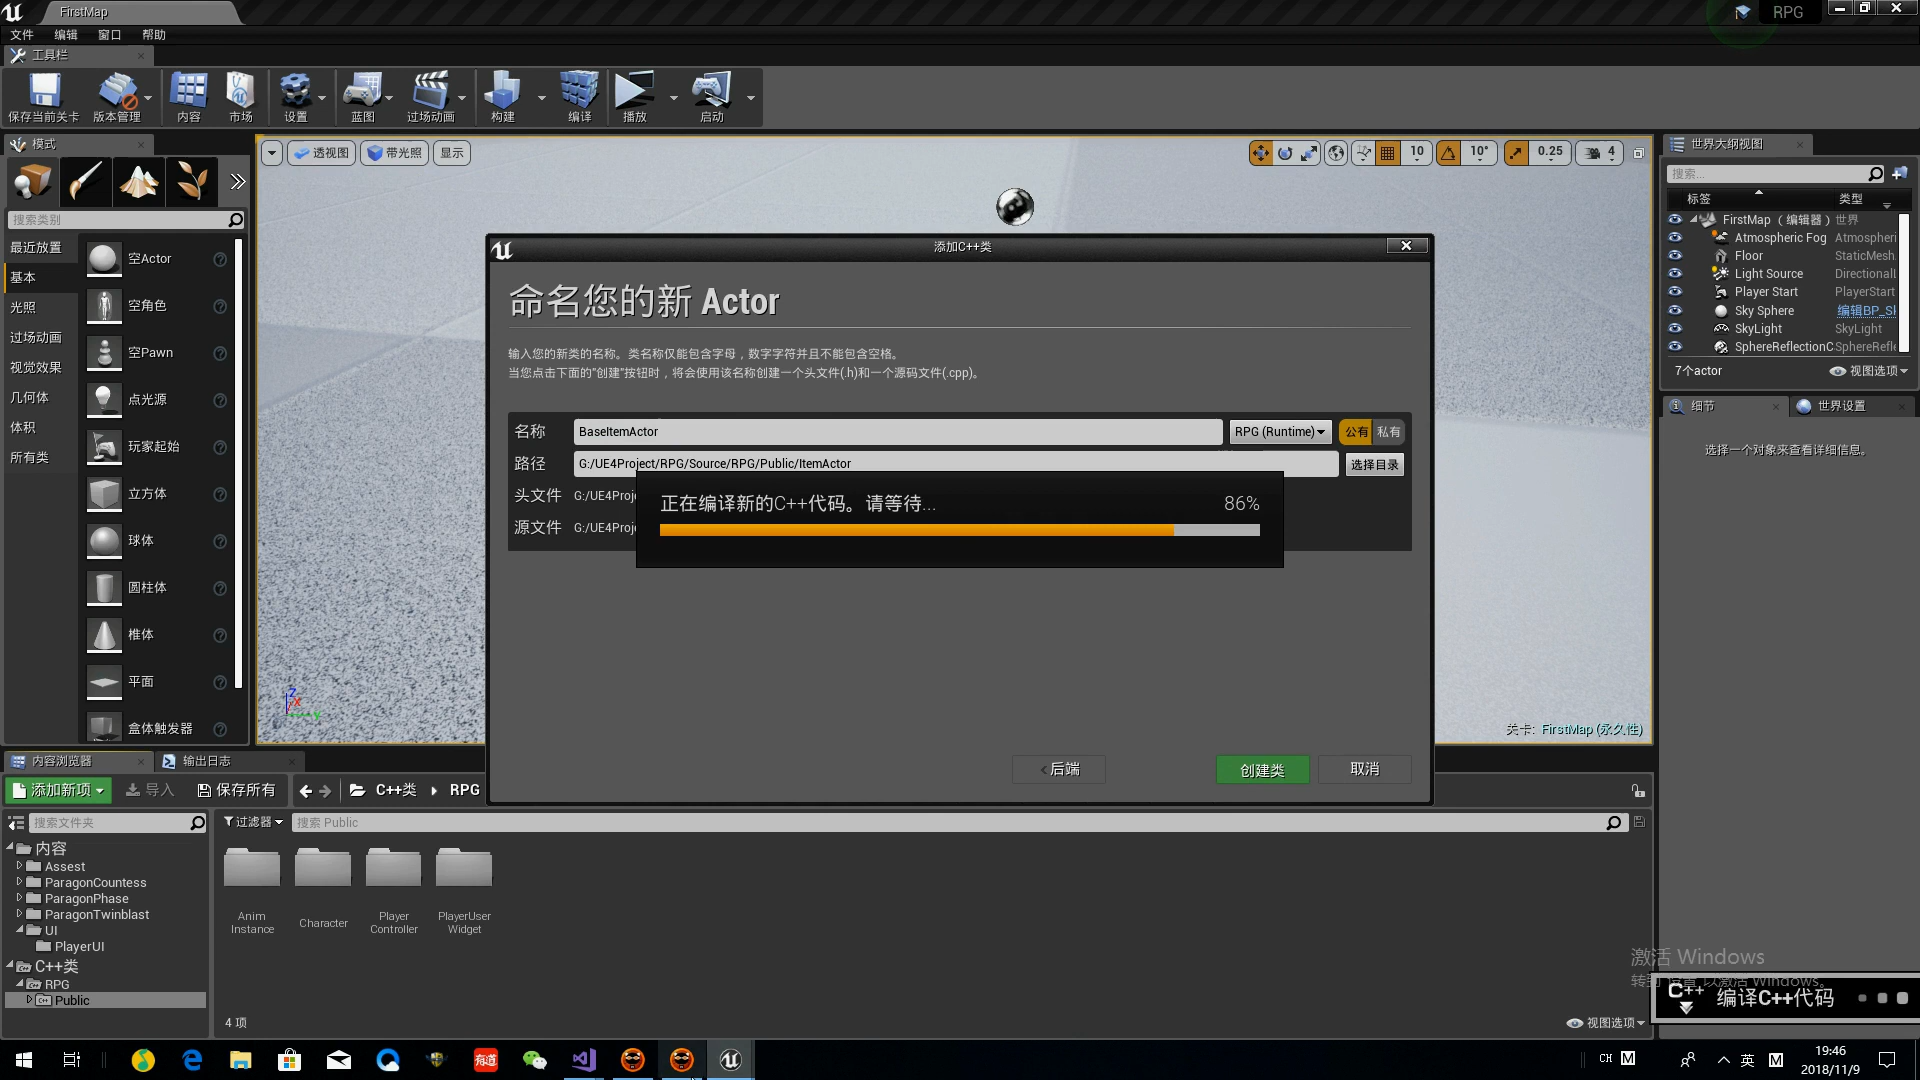 FirstMap
RPG
文件 编辑 窗口 帮助
工具栏
保存当前关卡 版本管理 内容 市场 设置 蓝图 过场动画 构建 编译 播放 启动
模式
搜索类别
最近放置
基本
光照
过场动画
视觉效果
几何体
体积
所有类
空Actor
空角色
空Pawn
点光源
玩家起始
立方体
球体
圆柱体
椎体
平面
盒体触发器
透视图 带光照 显示
10 10° 0.25 4
添加C++类
命名您的新 Actor
输入您的新类的名称。类名称仅能包含字母，数字字符并且不能包含空格。
当您点击下面的"创建"按钮时，将会使用该名称创建一个头文件(.h)和一个源码文件(.cpp)。
名称 BaseItemActor RPG (Runtime) 公有 私有
路径 G:/UE4Project/RPG/Source/RPG/Public/ItemActor 选择目录
头文件 G:/UE4Proje
源文件 G:/UE4Proje
正在编译新的C++代码。请等待... 86%
<后端 创建类 取消
Z
X
Y
关卡: FirstMap (永久性)
世界大纲视图
搜索...
标签 类型
FirstMap （编辑器） 世界
Atmospheric Fog Atmospheri
Floor StaticMesh
Light Source Directionall
Player Start PlayerStart
Sky Sphere 编辑BP_Sk
SkyLight SkyLight
SphereReflectionC SphereRefle
7个actor 视图选项
细节 世界设置
选择一个对象来查看详细信息。
内容浏览器 输出日志
添加新项 导入 保存所有 C++类 RPG
搜索文件夹
过滤器 搜索 Public
内容
Assest
ParagonCountess
ParagonPhase
ParagonTwinblast
UI
PlayerUI
C++类
RPG
Public
Anim
Instance
Character
Player
Controller
PlayerUser
Widget
4 项
视图选项
激活 Windows
转到"设置"以激活 Windows。
C++ 编译C++代码
有道
CH M
英 M
19:46
2018/11/9